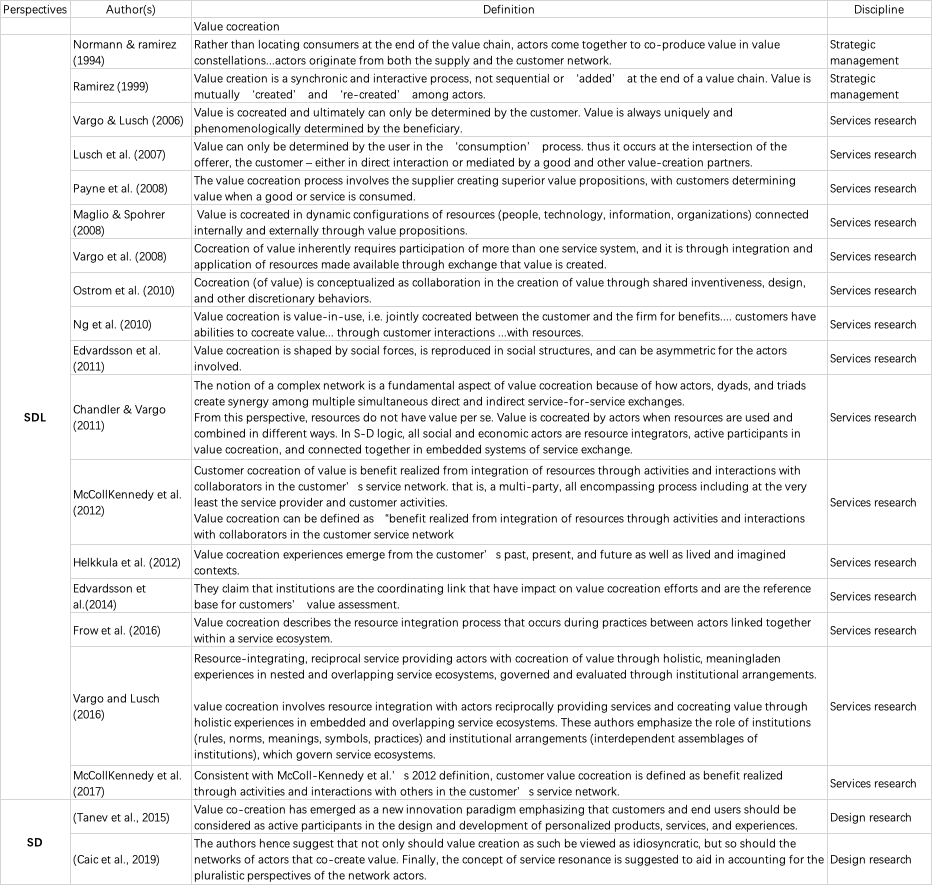 Perspectives Author(s) Definition Discipline
Value cocreation
SDL
Normann & ramirez (1994)
Rather than locating consumers at the end of the value chain, actors come together to co-produce value in value
constellations...actors originate from both the supply and the customer network.
Strategic management
Ramirez (1999)
Value creation is a synchronic and interactive process, not sequential or 'added' at the end of a value chain. Value is
mutually 'created' and 're-created' among actors.
Strategic management
Vargo & Lusch (2006)
Value is cocreated and ultimately can only be determined by the customer. Value is always uniquely and
phenomenologically determined by the beneficiary.
Services research
Lusch et al. (2007)
Value can only be determined by the user in the 'consumption' process. thus it occurs at the intersection of the
offerer, the customer – either in direct interaction or mediated by a good and other value-creation partners.
Services research
Payne et al. (2008)
The value cocreation process involves the supplier creating superior value propositions, with customers determining
value when a good or service is consumed.
Services research
Maglio & Spohrer (2008)
Value is cocreated in dynamic configurations of resources (people, technology, information, organizations) connected
internally and externally through value propositions.
Services research
Vargo et al. (2008)
Cocreation of value inherently requires participation of more than one service system, and it is through integration and
application of resources made available through exchange that value is created.
Services research
Ostrom et al. (2010)
Cocreation (of value) is conceptualized as collaboration in the creation of value through shared inventiveness, design,
and other discretionary behaviors.
Services research
Ng et al. (2010)
Value cocreation is value-in-use, i.e. jointly cocreated between the customer and the firm for benefits.... customers have
abilities to cocreate value... through customer interactions ...with resources.
Services research
Edvardsson et al. (2011)
Value cocreation is shaped by social forces, is reproduced in social structures, and can be asymmetric for the actors
involved.
Services research
Chandler & Vargo (2011)
The notion of a complex network is a fundamental aspect of value cocreation because of how actors, dyads, and triads
create synergy among multiple simultaneous direct and indirect service-for-service exchanges.
From this perspective, resources do not have value per se. Value is cocreated by actors when resources are used and
combined in different ways. In S-D logic, all social and economic actors are resource integrators, active participants in
value cocreation, and connected together in embedded systems of service exchange.
Services research
McCollKennedy et al. (2012)
Customer cocreation of value is benefit realized from integration of resources through activities and interactions with
collaborators in the customer' s service network. that is, a multi-party, all encompassing process including at the very
least the service provider and customer activities.
Value cocreation can be defined as "benefit realized from integration of resources through activities and interactions
with collaborators in the customer service network
Services research
Helkkula et al. (2012)
Value cocreation experiences emerge from the customer' s past, present, and future as well as lived and imagined
contexts.
Services research
Edvardsson et al.(2014)
They claim that institutions are the coordinating link that have impact on value cocreation efforts and are the reference
base for customers' value assessment.
Services research
Frow et al. (2016)
Value cocreation describes the resource integration process that occurs during practices between actors linked together
within a service ecosystem.
Services research
Vargo and Lusch (2016)
Resource-integrating, reciprocal service providing actors with cocreation of value through holistic, meaningladen
experiences in nested and overlapping service ecosystems, governed and evaluated through institutional arrangements.
value cocreation involves resource integration with actors reciprocally providing services and cocreating value through
holistic experiences in embedded and overlapping service ecosystems. These authors emphasize the role of institutions
(rules, norms, meanings, symbols, practices) and institutional arrangements (interdependent assemblages of
institutions), which govern service ecosystems.
Services research
McCollKennedy et al. (2017)
Consistent with McColl-Kennedy et al.' s 2012 definition, customer value cocreation is defined as benefit realized
through activities and interactions with others in the customer' s service network.
Services research
SD
(Tanev et al., 2015)
Value co-creation has emerged as a new innovation paradigm emphasizing that customers and end users should be
considered as active participants in the design and development of personalized products, services, and experiences.
Design research
(Caic et al., 2019)
The authors hence suggest that not only should value creation as such be viewed as idiosyncratic, but so should the
networks of actors that co-create value. Finally, the concept of service resonance is suggested to aid in accounting for the
pluralistic perspectives of the network actors.
Design research